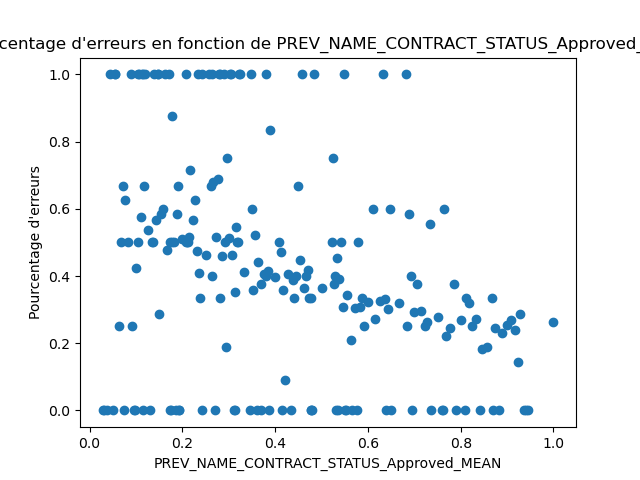 centage d'erreurs en fonction de PREV_NAME_CONTRACT_STATUS_Approved_
1.0
0.8
0.6
0.4
0.2
0.0
Pourcentage d'erreurs
0.0 0.2 0.4 0.6 0.8 1.0
PREV_NAME_CONTRACT_STATUS_Approved_MEAN